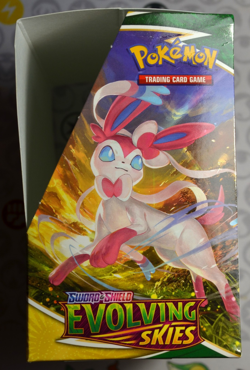 POKéMON
TRADING CARD GAME
SWORD & SHIELD
EVOLVING
SKIES